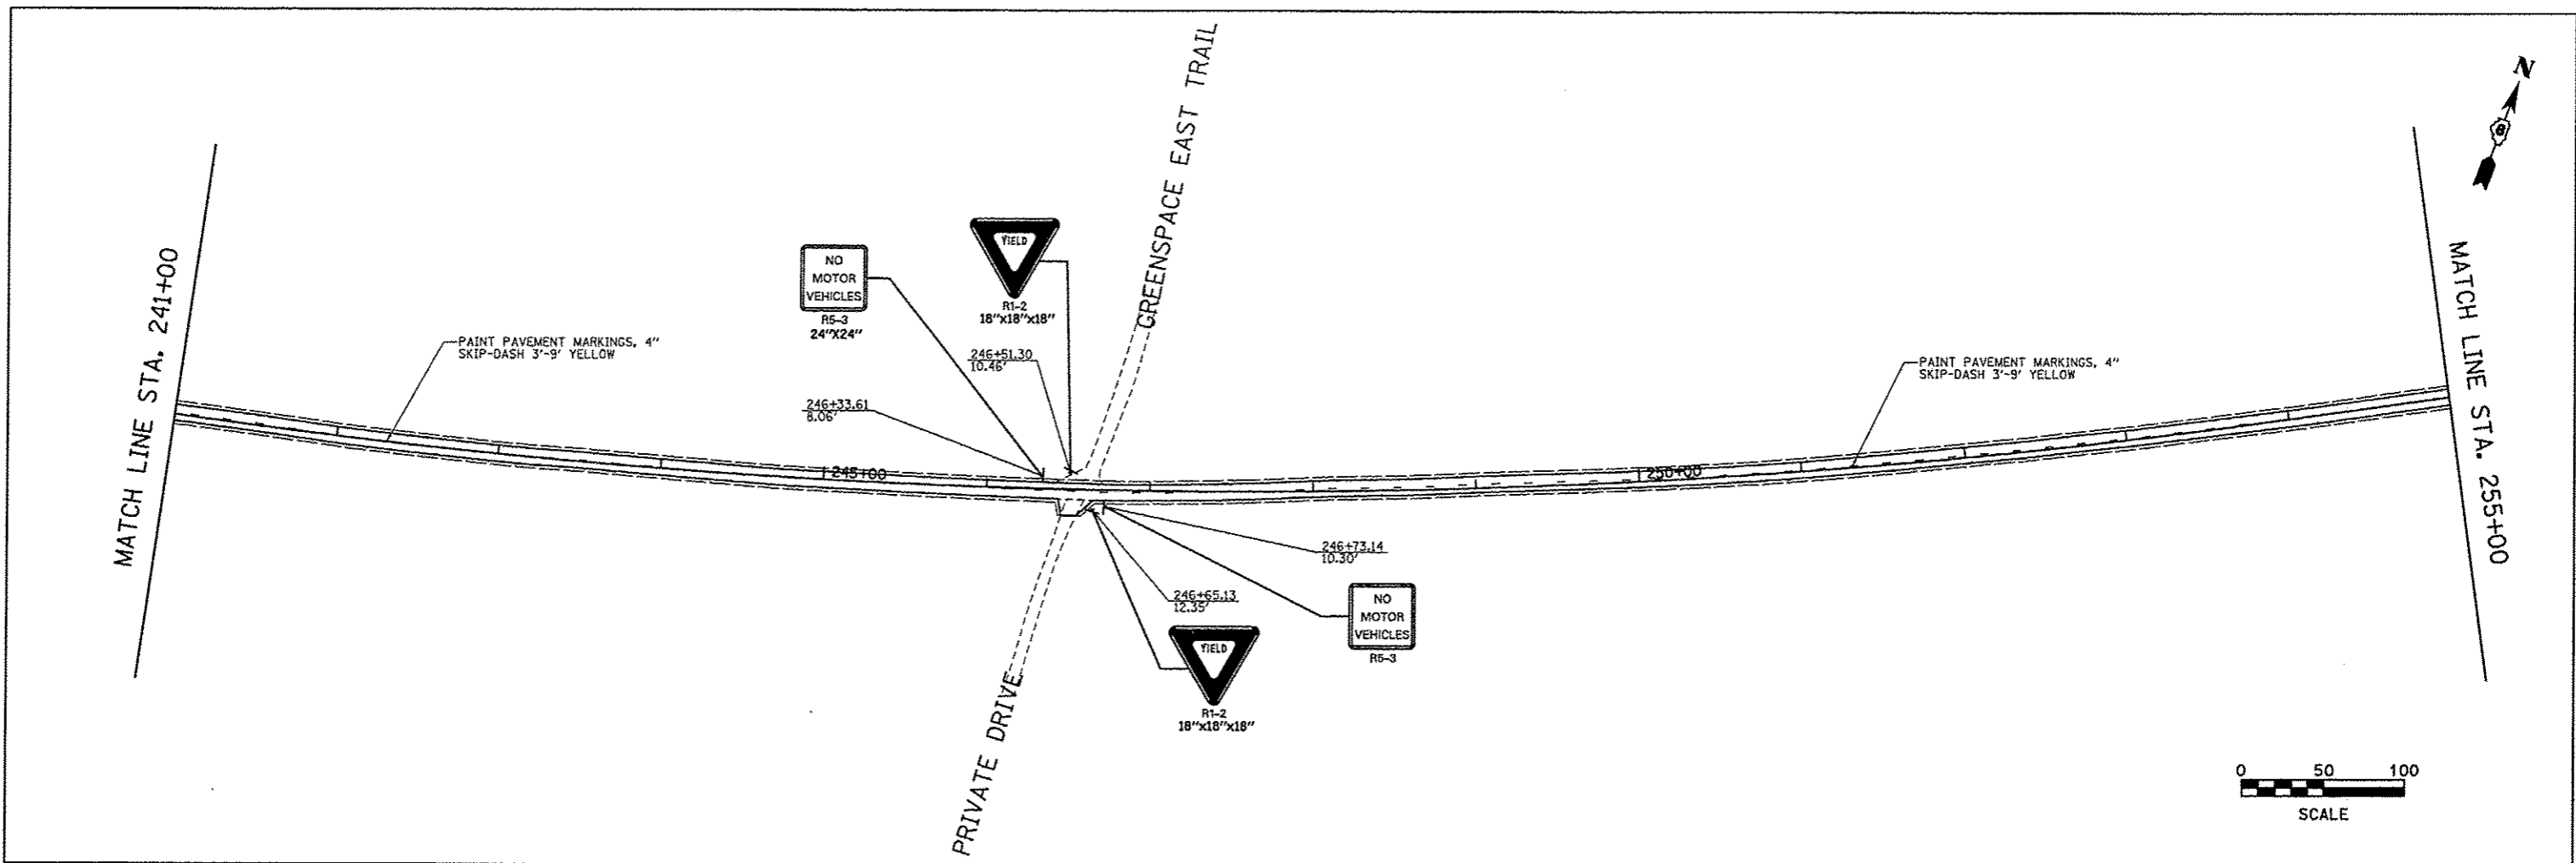 GREENSPACE EAST TRAIL
N
8
MATCH LINE STA. 241+00
MATCH LINE STA. 255+00
YIELD
R1-2
18"x18"x18"
NO
MOTOR
VEHICLES
R5-3
24"X24"
PAINT PAVEMENT MARKINGS, 4"
SKIP-DASH 3'-9' YELLOW
246+51.30
10.46'
246+33.61
8.06'
PAINT PAVEMENT MARKINGS, 4"
SKIP-DASH 3'-9' YELLOW
245+00
250+00
246+73.14
10.30'
246+65.13
12.35'
NO
MOTOR
VEHICLES
R5-3
YIELD
R1-2
18"x18"x18"
PRIVATE DRIVE
0 50 100
SCALE